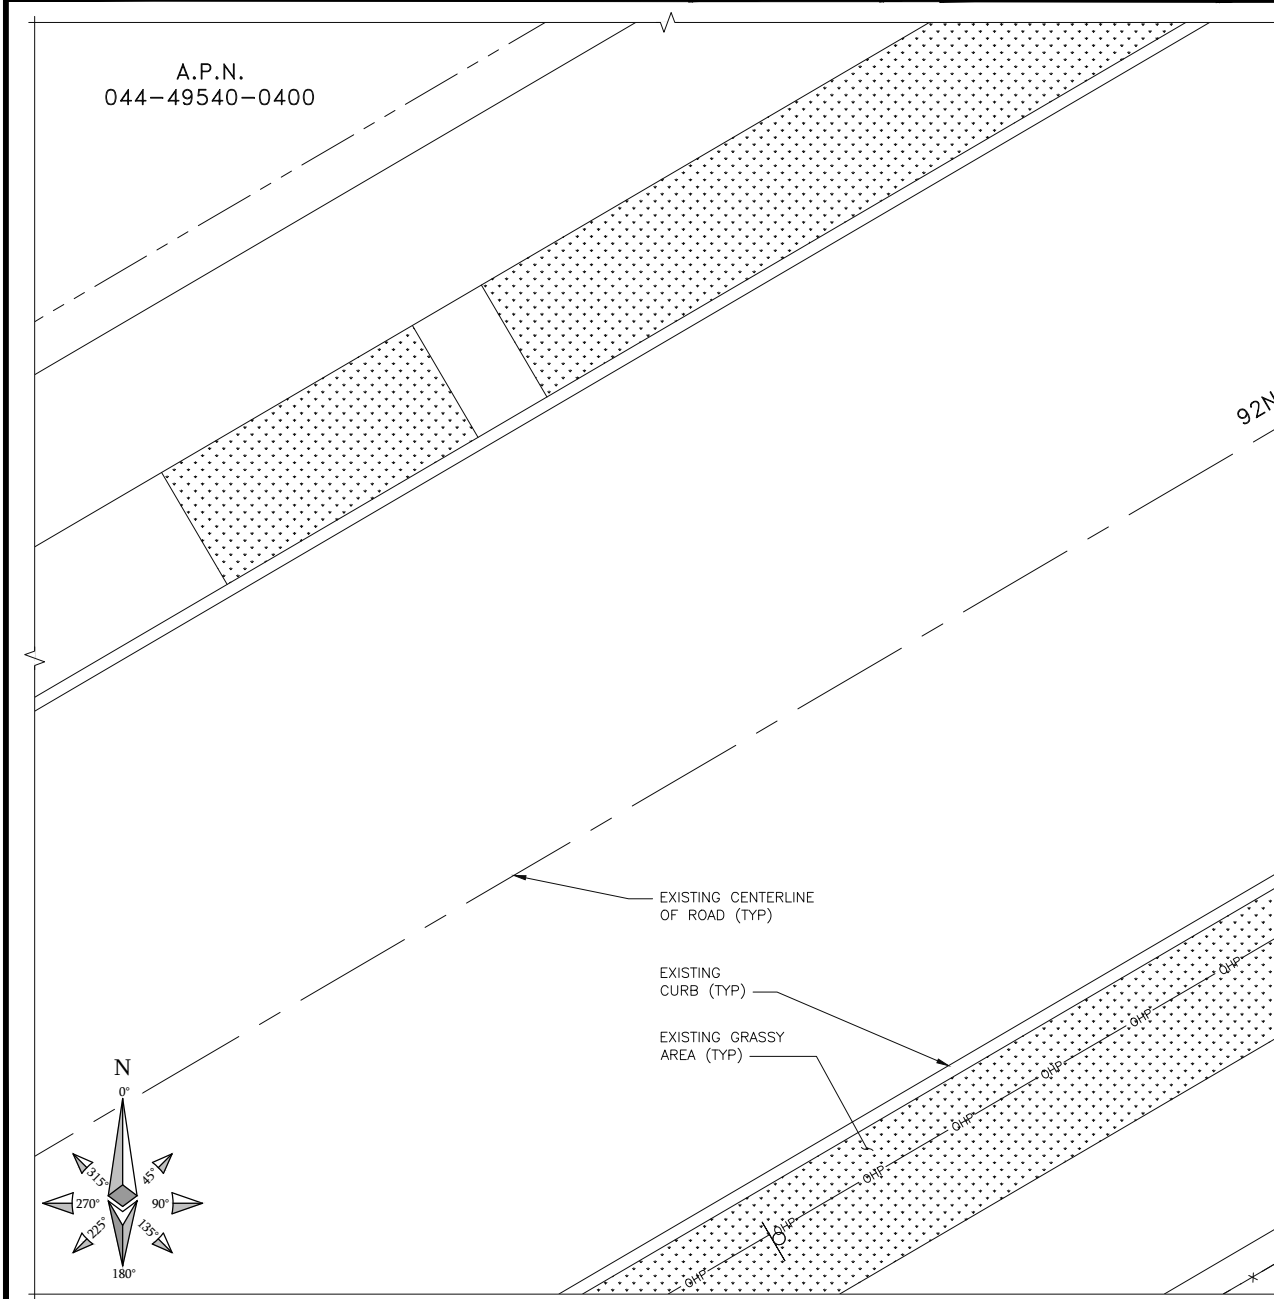 A.P.N.
044-49540-0400
92N
EXISTING CENTERLINE
OF ROAD (TYP)
EXISTING
CURB (TYP)
EXISTING GRASSY
AREA (TYP)
OHP
OHP
OHP
OHP
OHP
OHP
OHP
N
0°
315°
45°
270°
90°
225°
135°
180°